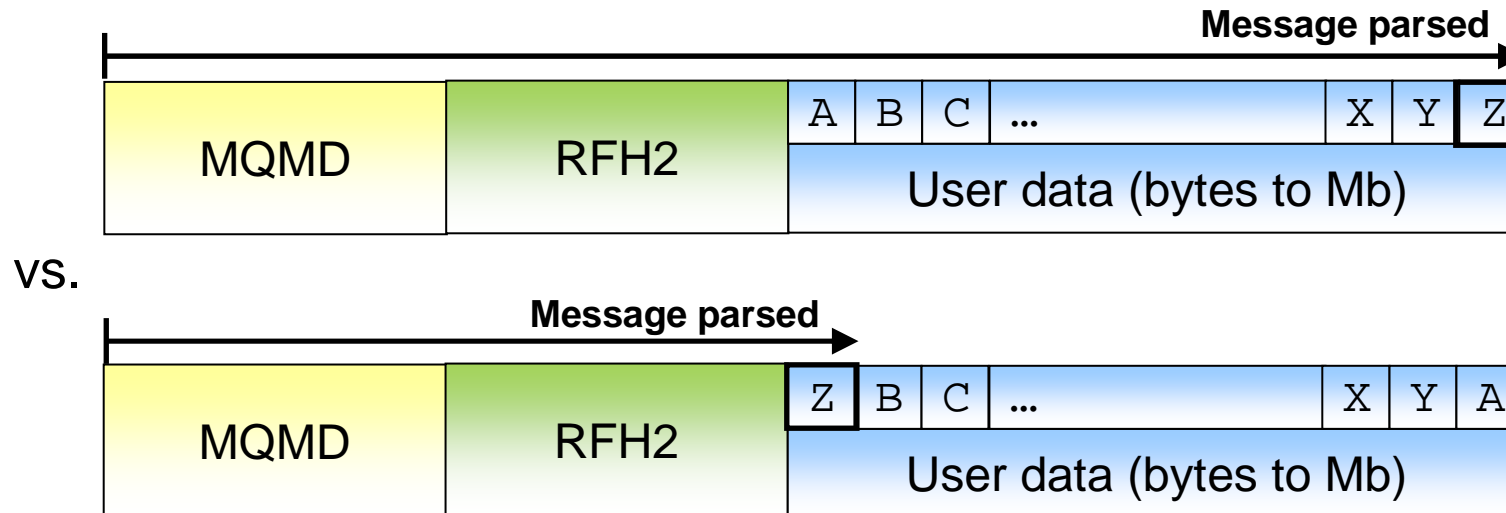 Message parsed
A B C ... X Y Z
MQMD RFH2
User data (bytes to Mb)
vs.
Message parsed
Z B C ... X Y A
MQMD RFH2
User data (bytes to Mb)